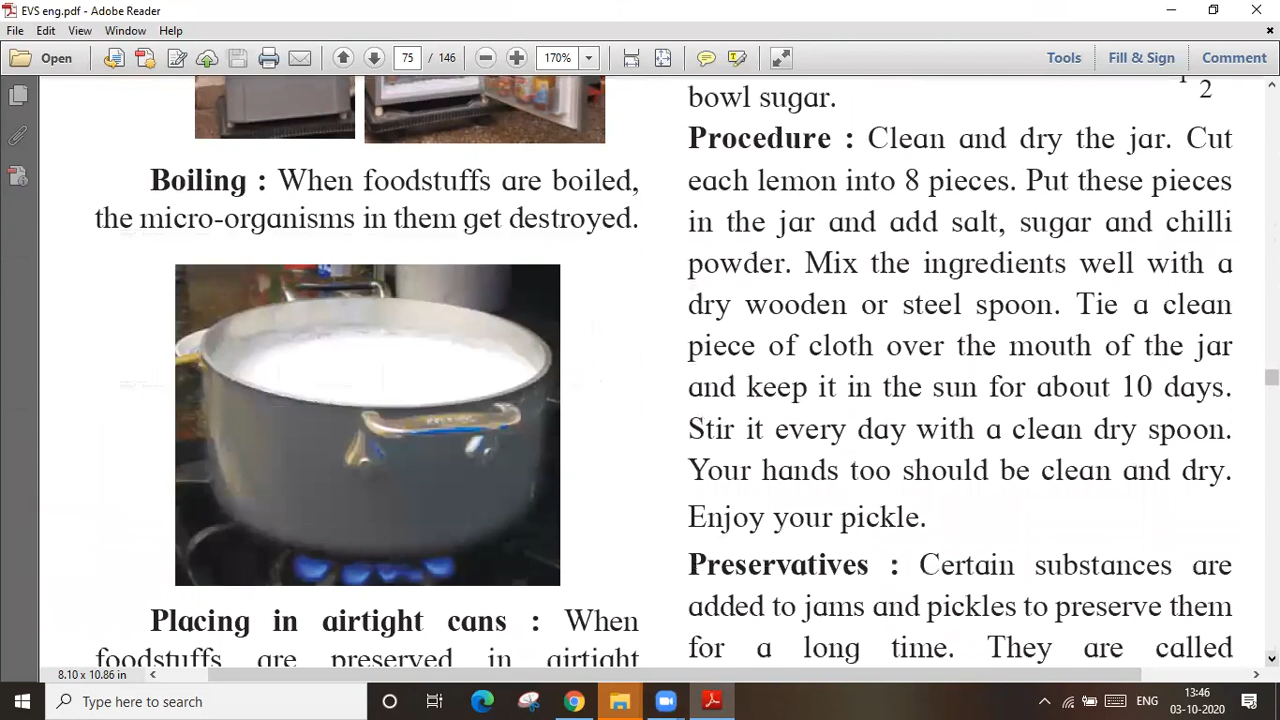 EVS eng.pdf - Adobe Reader
File Edit View Window Help
Open 75 / 146 170% Tools Fill & Sign Comment
Boiling : When foodstuffs are boiled,
the micro-organisms in them get destroyed.
Placing in airtight cans : When
foodstuffs are preserved in airtight
2
bowl sugar.
Procedure : Clean and dry the jar. Cut
each lemon into 8 pieces. Put these pieces
in the jar and add salt, sugar and chilli
powder. Mix the ingredients well with a
dry wooden or steel spoon. Tie a clean
piece of cloth over the mouth of the jar
and keep it in the sun for about 10 days.
Stir it every day with a clean dry spoon.
Your hands too should be clean and dry.
Enjoy your pickle.
Preservatives : Certain substances are
added to jams and pickles to preserve them
for a long time. They are called
8.10 x 10.86 in
Type here to search
ENG
13:46
03-10-2020